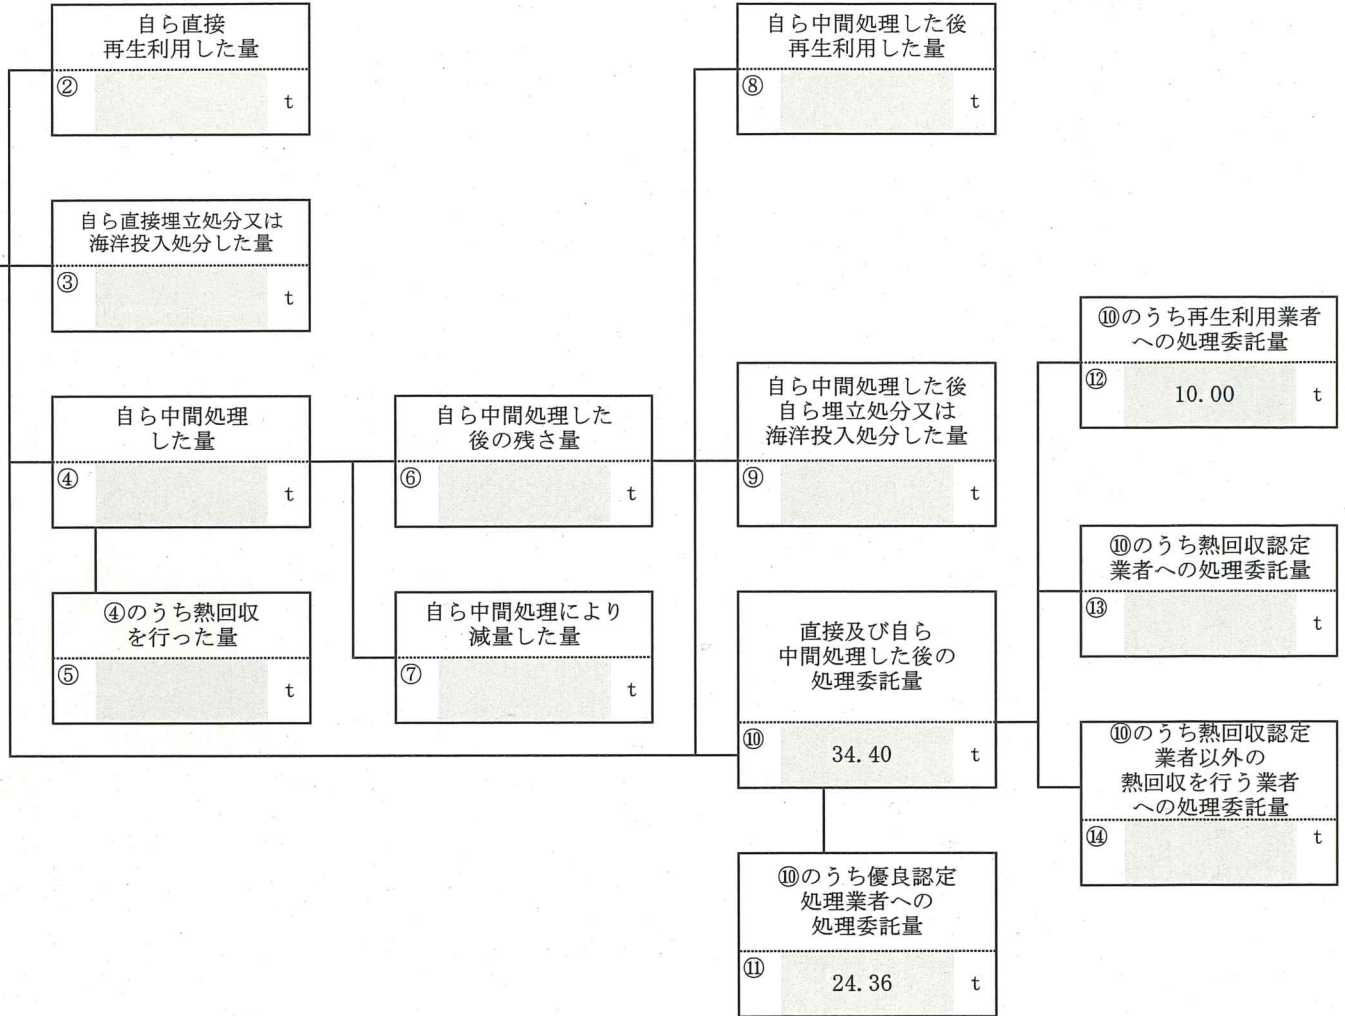 自ら直接
再生利用した量
②
t
自ら直接埋立処分又は
海洋投入処分した量
③
t
自ら中間処理
した量
④
t
④のうち熱回収
を行った量
⑤
t
自ら中間処理した
後の残さ量
⑥
t
自ら中間処理により
減量した量
⑦
t
自ら中間処理した後
再生利用した量
⑧
t
自ら中間処理した後
自ら埋立処分又は
海洋投入処分した量
⑨
t
直接及び自ら
中間処理した後の
処理委託量
⑩ 34.40 t
⑩のうち優良認定
処理業者への
処理委託量
⑪ 24.36 t
⑩のうち再生利用業者
への処理委託量
⑫ 10.00 t
⑩のうち熱回収認定
業者への処理委託量
⑬
t
⑩のうち熱回収認定
業者以外の
熱回収を行う業者
への処理委託量
⑭
t